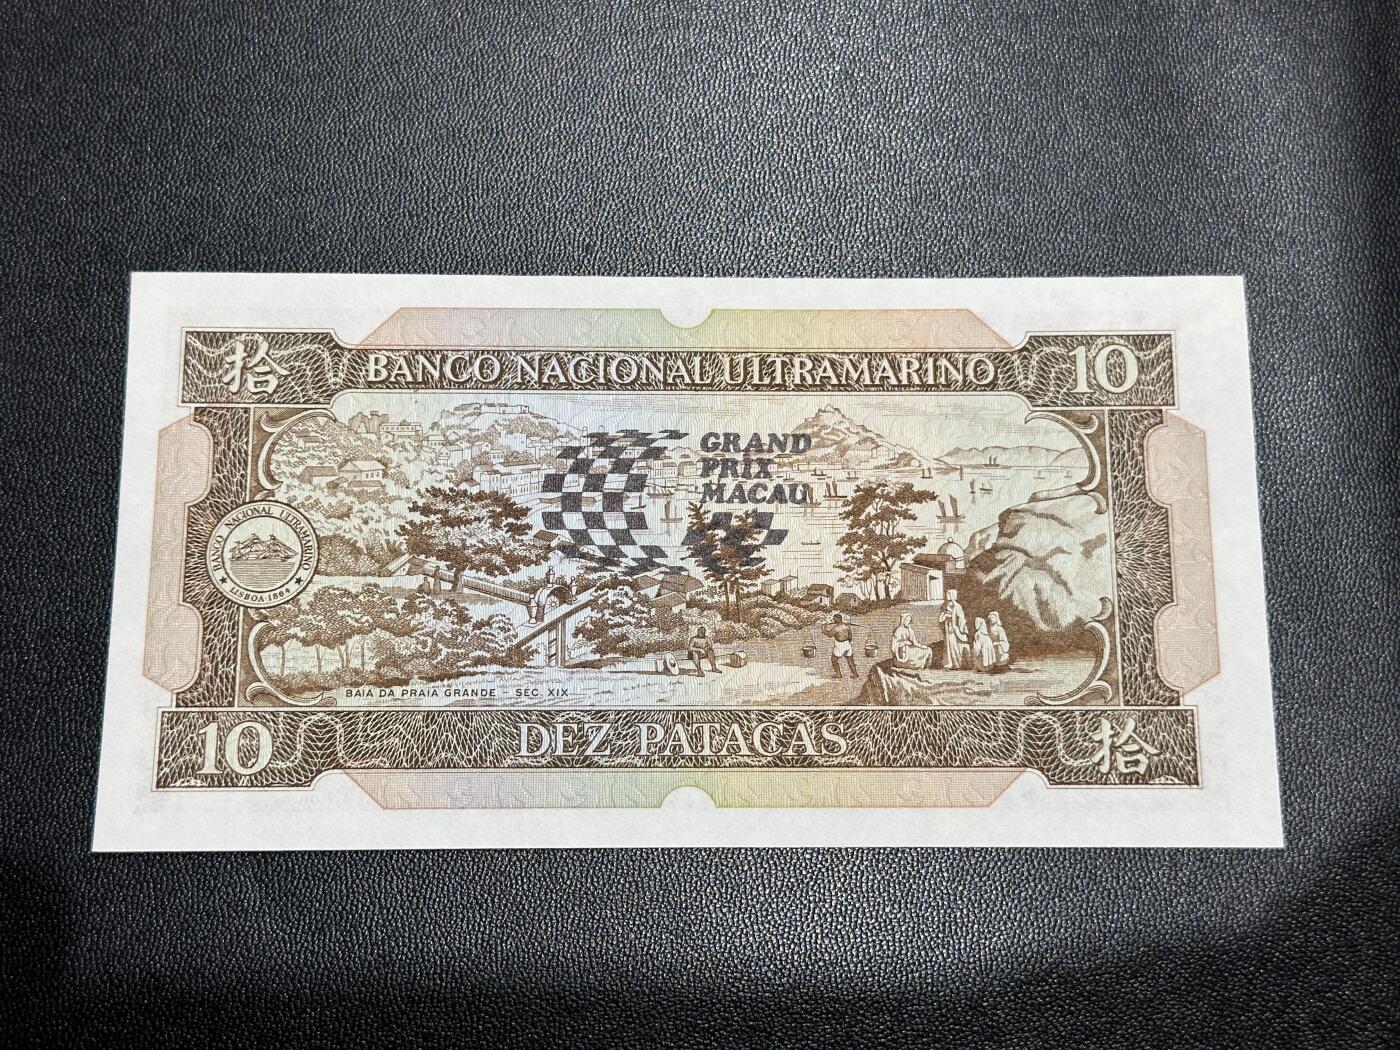 拾
BANCO NACIONAL ULTRAMARINO
10
GRAND
PRIX
MACAU
BANCO NACIONAL ULTRAMARINO
LISBOA 1864
BAIA DA PRAIA GRANDE - SEC. XIX
10
DEZ PATACAS
拾